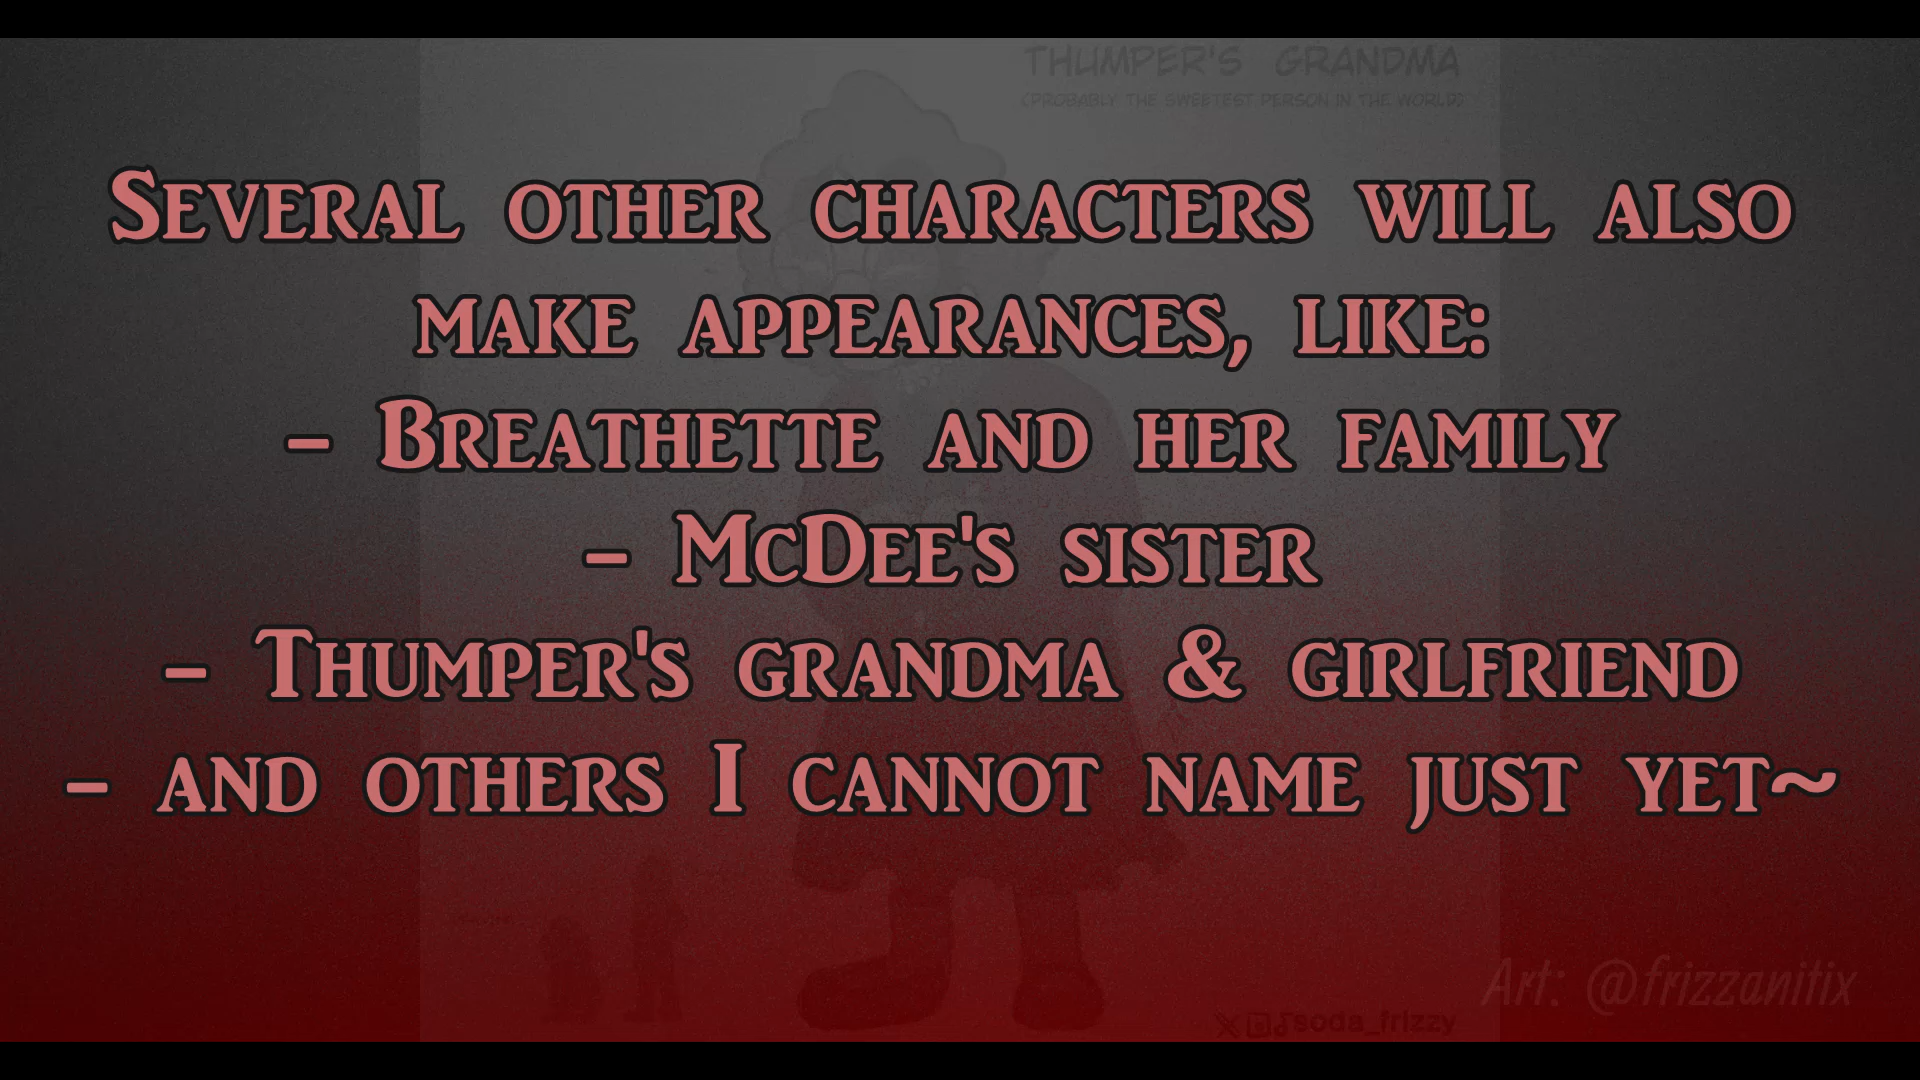 THUMPER'S GRANDMA
(PROBABLY THE SWEETEST PERSON IN THE WORLD)
Several other characters will also
make appearances, like:
- Breathette and her family
- McDee's sister
- Thumper's grandma & girlfriend
- and others I cannot name just yet~
Art: @frizzanitix
soda_frizzy